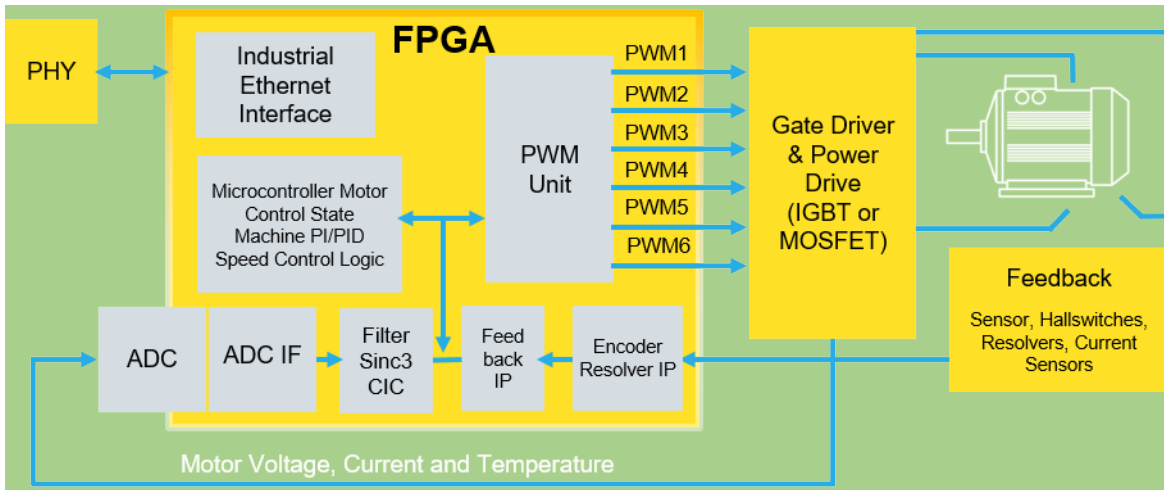 FPGA
PHY
Industrial
Ethernet
Interface
Microcontroller Motor
Control State
Machine PI/PID
Speed Control Logic
PWM
Unit
PWM1
PWM2
PWM3
PWM4
PWM5
PWM6
Gate Driver
& Power
Drive
(IGBT or
MOSFET)
ADC
ADC IF
Filter
Sinc3
CIC
Feed
back
IP
Encoder
Resolver IP
Feedback
Sensor, Hallswitches,
Resolvers, Current
Sensors
Motor Voltage, Current and Temperature